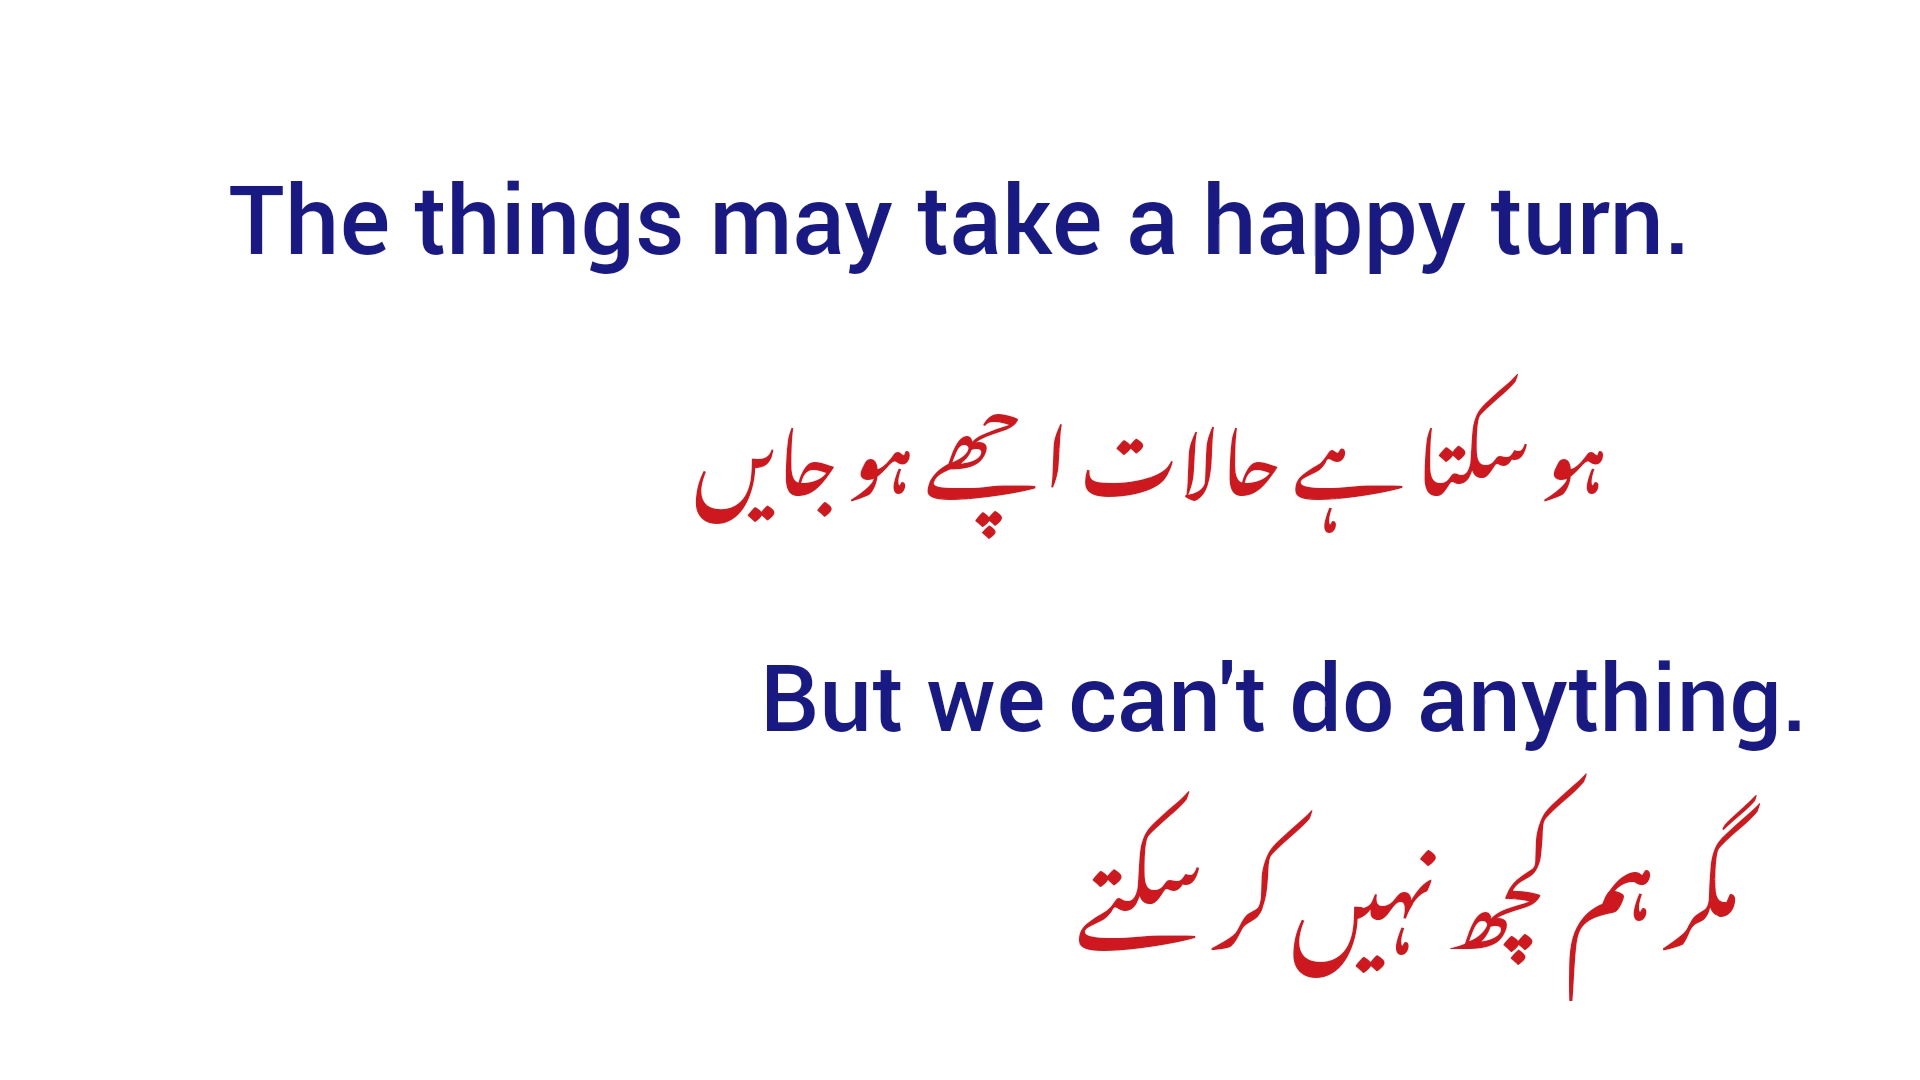 The things may take a happy turn.
ہو سکتا ہے حالات اچھے ہو جایں
But we can't do anything.
مگر ہم کچھ نہیں کر سکتے